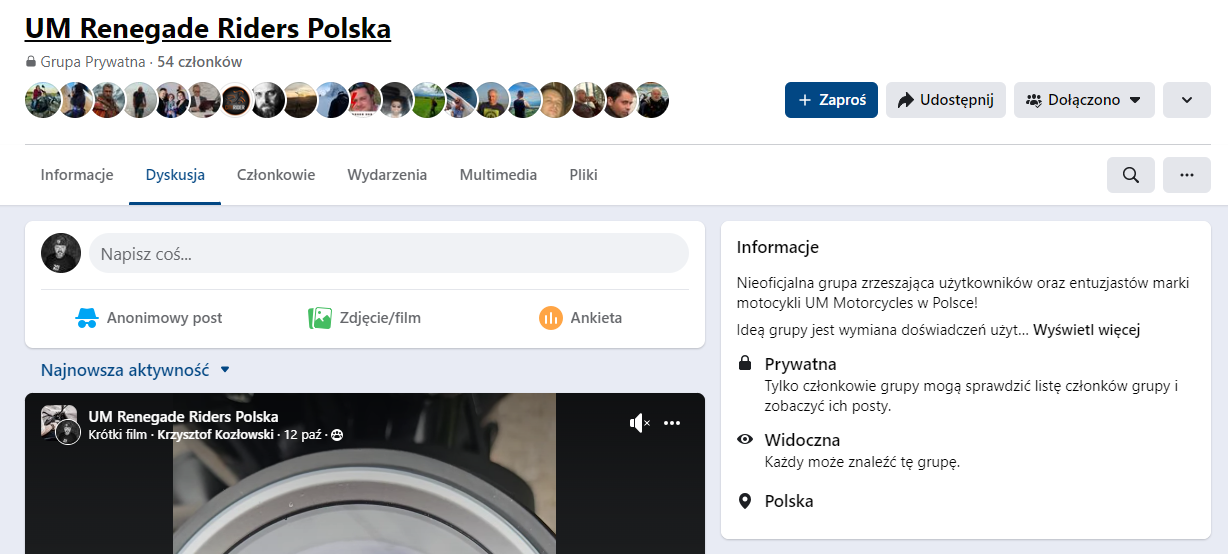 UM Renegade Riders Polska
Grupa Prywatna · 54 członków
Zaproś
Udostępnij
Dołączono
Informacje
Dyskusja
Członkowie
Wydarzenia
Multimedia
Pliki
Napisz coś...
Anonimowy post
Zdjęcie/film
Ankieta
Najnowsza aktywność
UM Renegade Riders Polska
Krótki film · Krzysztof Kozłowski · 12 paź ·
Informacje
Nieoficjalna grupa zrzeszająca użytkowników oraz entuzjastów marki
motocykli UM Motorcycles w Polsce!
Ideą grupy jest wymiana doświadczeń użyt... Wyświetl więcej
Prywatna
Tylko członkowie grupy mogą sprawdzić listę członków grupy i
zobaczyć ich posty.
Widoczna
Każdy może znaleźć tę grupę.
Polska